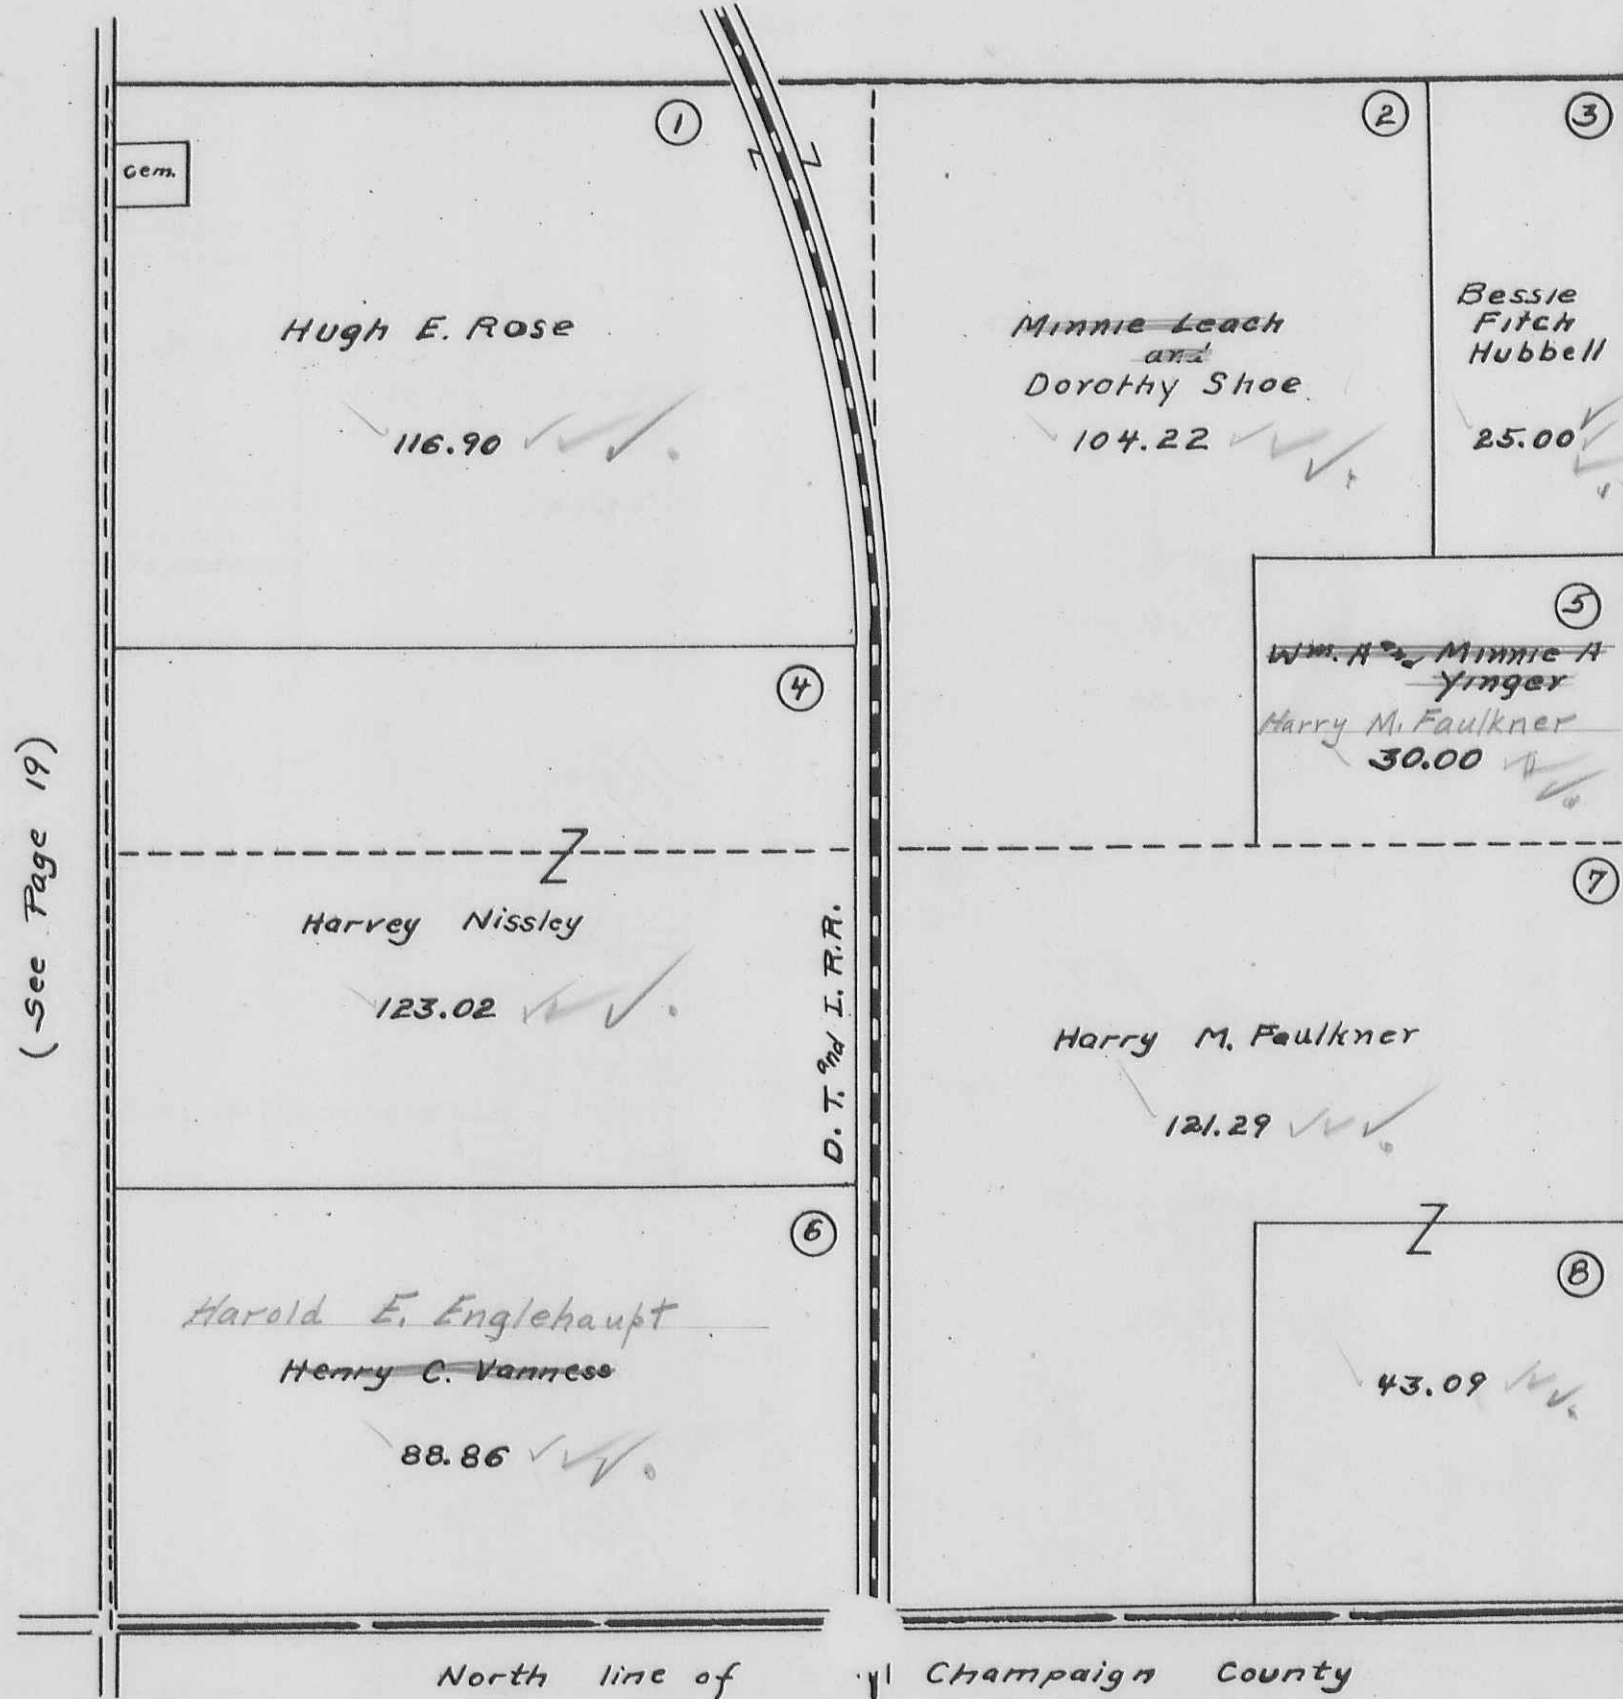 ①
②
③
Cem.
Hugh E. Rose
116.90
Minnie Leach
and
Dorothy Shoe
104.22
Bessie
Fitch
Hubbell
25.00
④
⑤
Wm. A and Minnie A
Yinger
Harry M. Faulkner
30.00
(See Page 19)
Harvey Nissley
123.02
D. T. and I. R.R.
⑦
Harry M. Faulkner
121.29
⑥
Harold E. Englehaupt
Henry C. Vanness
88.86
⑧
43.09
North line of Champaign County